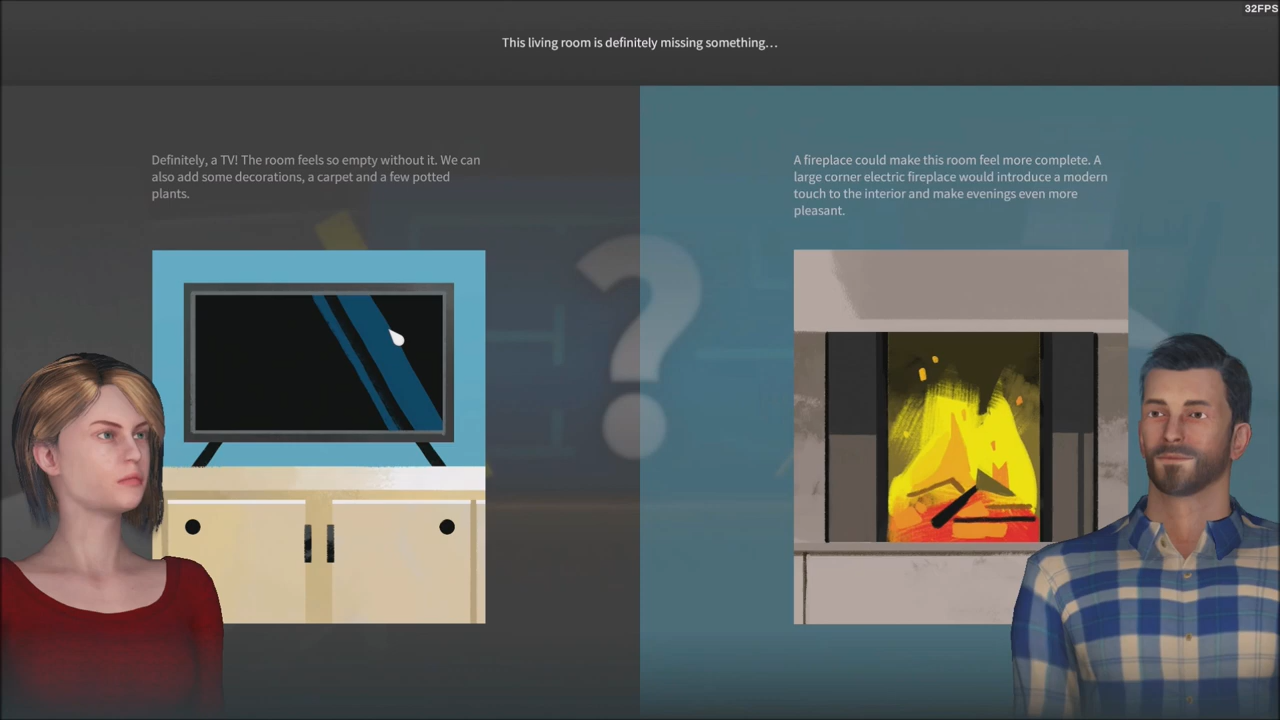 32FPS
This living room is definitely missing something...
Definitely, a TV! The room feels so empty without it. We can
also add some decorations, a carpet and a few potted
plants.
A fireplace could make this room feel more complete. A
large corner electric fireplace would introduce a modern
touch to the interior and make evenings even more
pleasant.
?